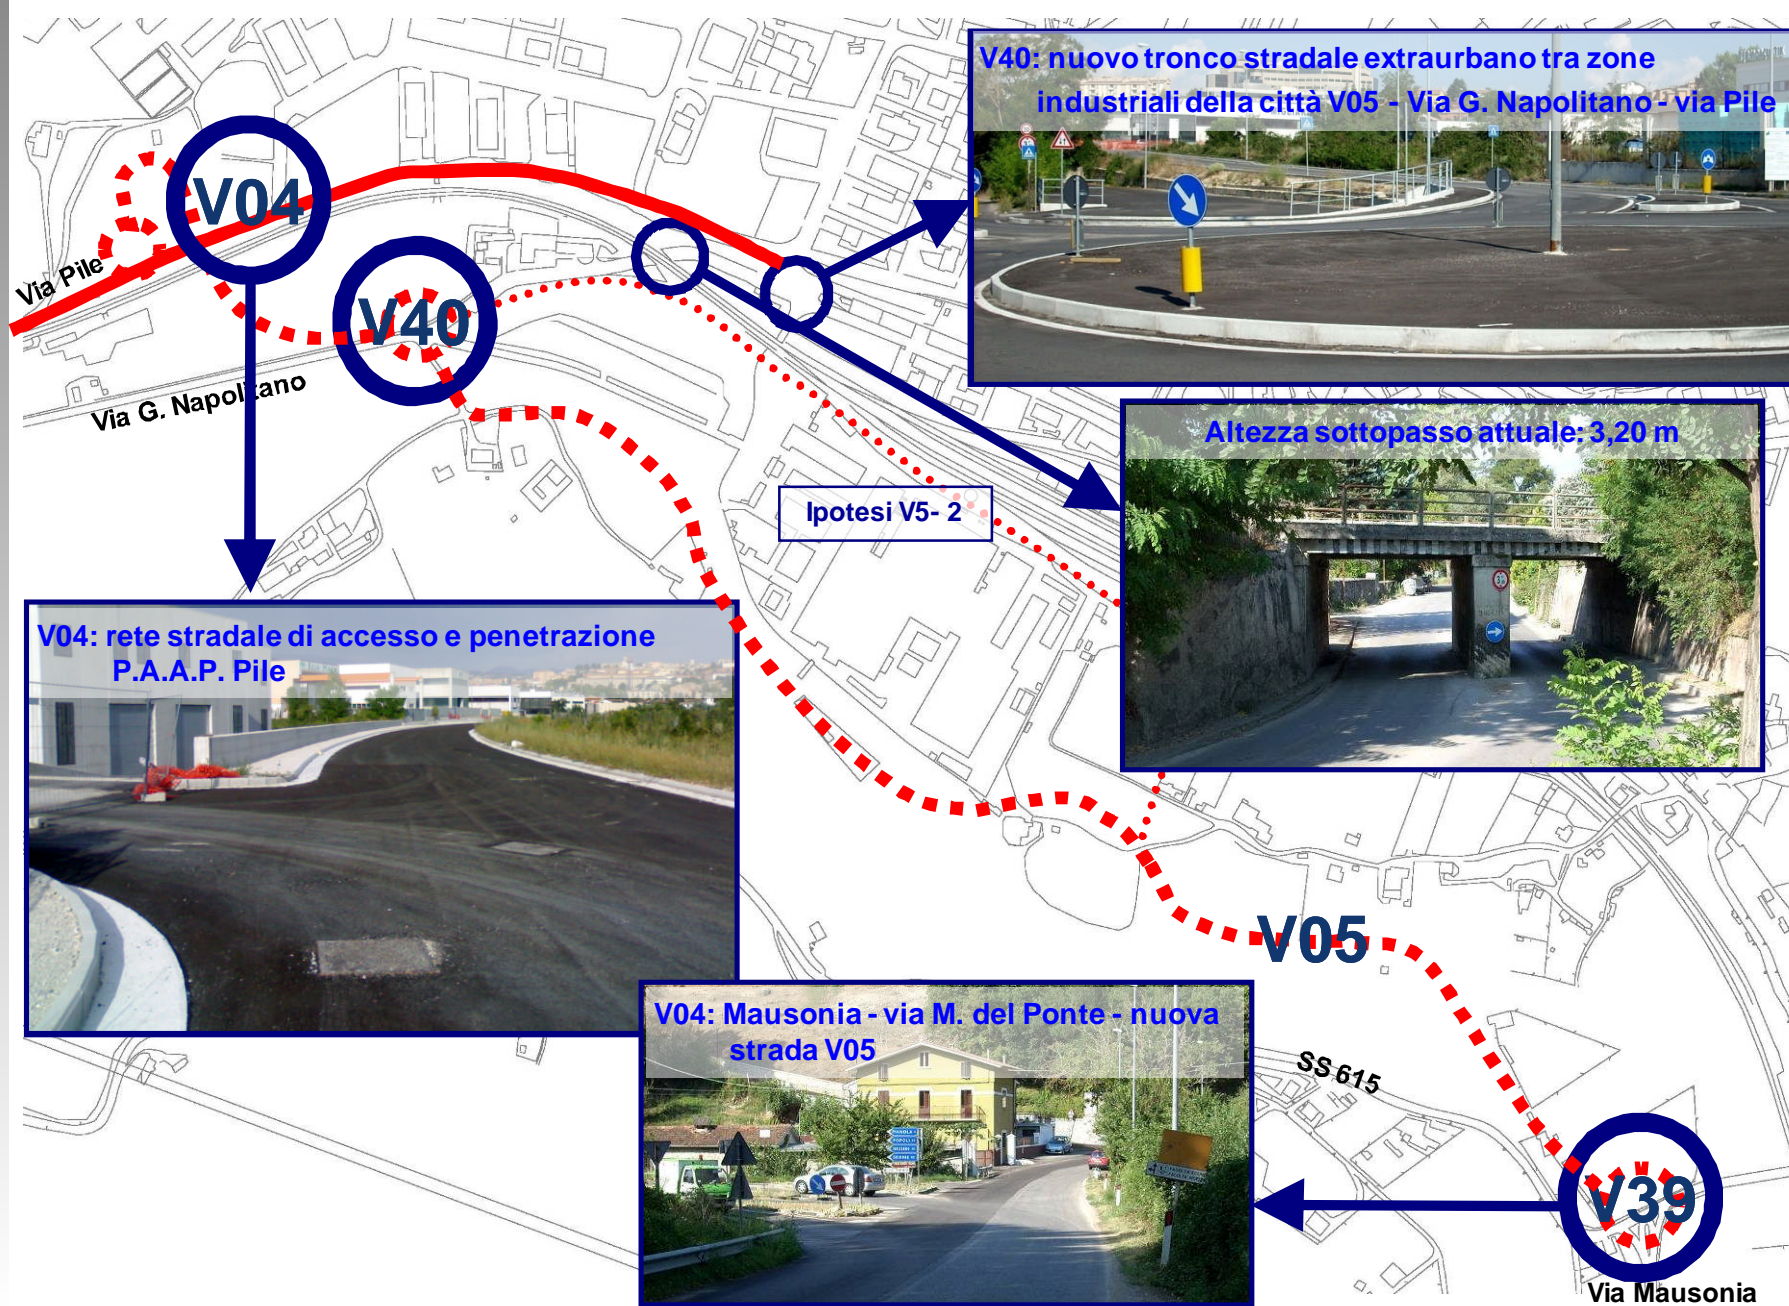 V40: nuovo tronco stradale extraurbano tra zone
industriali della città V05 - Via G. Napolitano - via Pile
V04
Via Pile
V40
Via G. Napolitano
Altezza sottopasso attuale: 3,20 m
Ipotesi V5- 2
V04: rete stradale di accesso e penetrazione
P.A.A.P. Pile
V05
V04: Mausonia - via M. del Ponte - nuova
strada V05
SS 615
V39
Via Mausonia